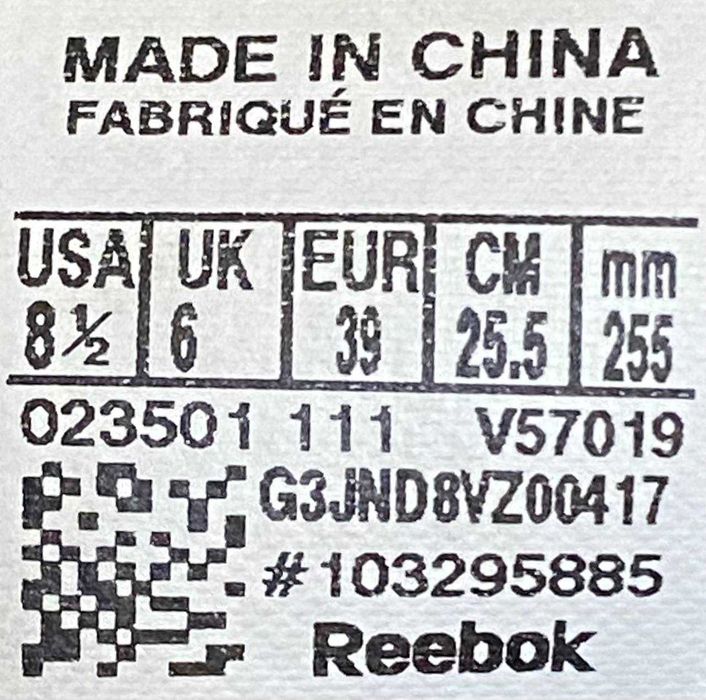 MADE IN CHINA
FABRIQUÉ EN CHINE
USA UK EUR CM mm
8½ 6 39 25.5 255
023501 111 V57019
G3JND8VZ00417
#103295885
Reebok